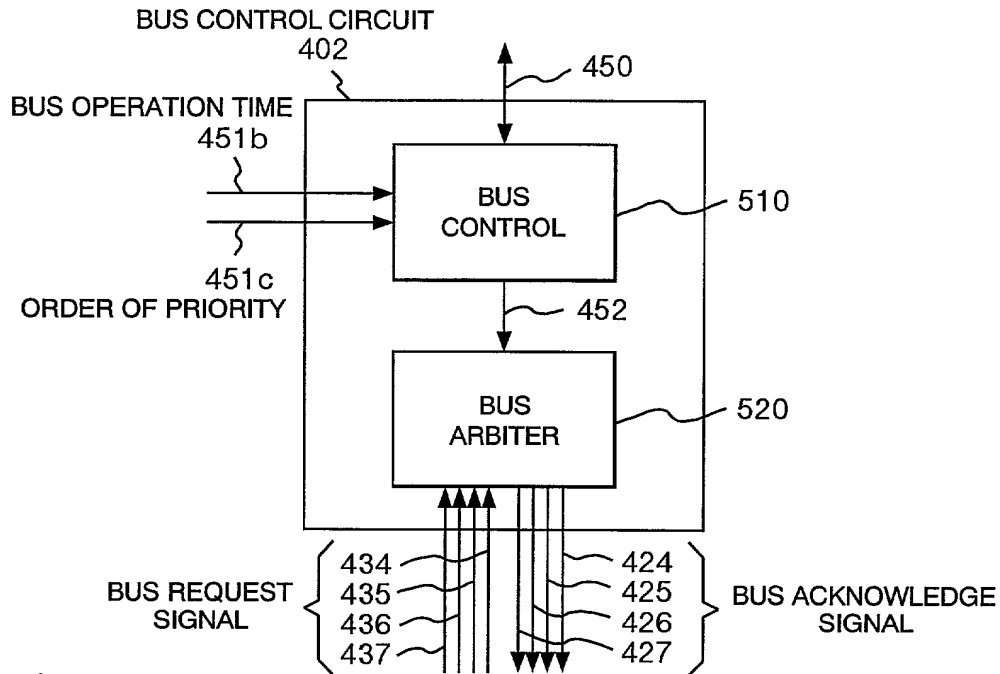 BUS CONTROL CIRCUIT
402
450
BUS OPERATION TIME
451b
BUS
CONTROL
510
451c
ORDER OF PRIORITY
452
BUS
ARBITER
520
BUS REQUEST
SIGNAL
434
435
436
437
424
425
426
427
BUS ACKNOWLEDGE
SIGNAL